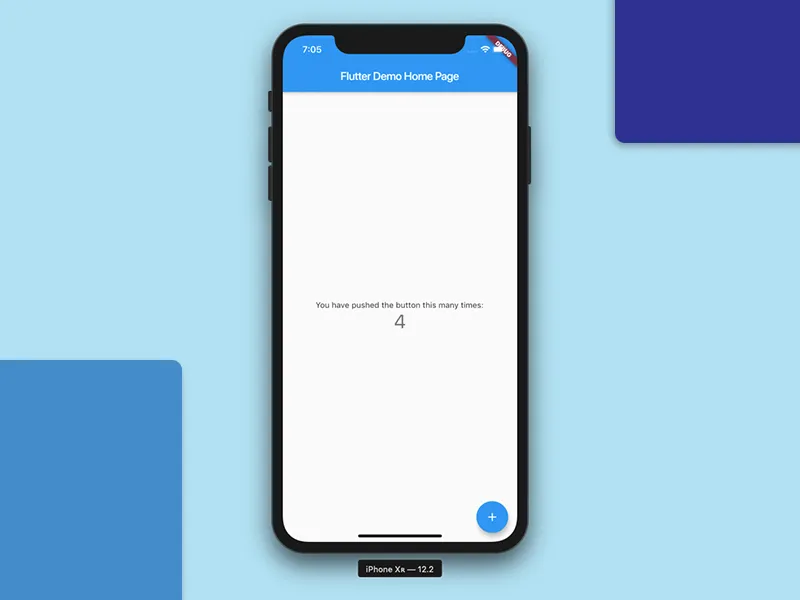 7:05
DEBUG
Flutter Demo Home Page
You have pushed the button this many times:
4
+
iPhone Xʀ — 12.2